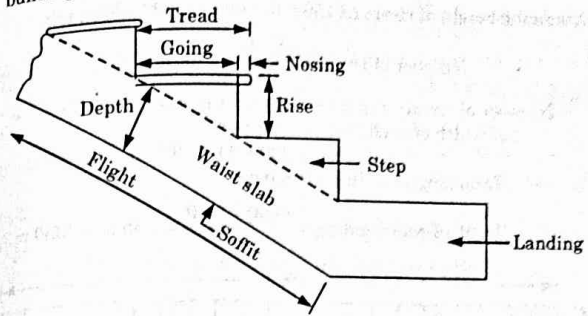 Tread
Going
Nosing
Depth
Rise
Flight
Waist slab
Step
Soffit
Landing